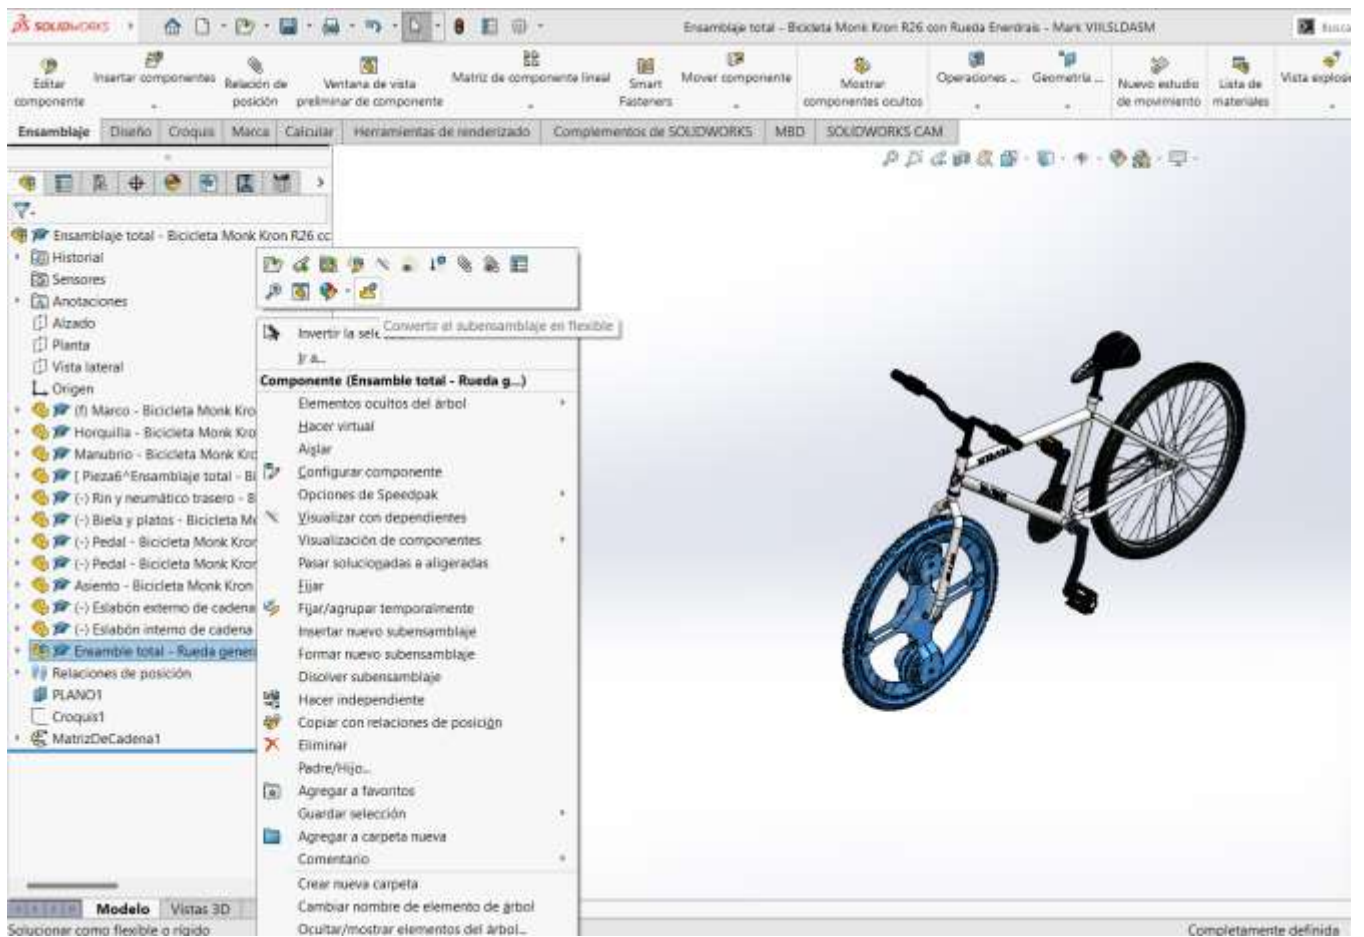 SOLIDWORKS
Ensamblaje total - Bicicleta Monk Kron R26 con Rueda Enerdrais - Mark VIII.SLDASM
Editar componente
Insertar componentes
Relación de posición
Ventana de vista preliminar de componente
Matriz de componente lineal
Smart Fasteners
Mover componente
Mostrar componentes ocultos
Operaciones ...
Geometría ...
Nuevo estudio de movimiento
Lista de materiales
Ensamblaje Diseño Croquis Marca Calcular Herramientas de renderizado Complementos de SOLIDWORKS MBD SOLIDWORKS CAM
Ensamblaje total - Bicicleta Monk Kron R26 cc
Historial
Sensores
Anotaciones
Alzado
Planta
Vista lateral
Origen
(f) Marco - Bicicleta Monk Kro
Horquilla - Bicicleta Monk Kro
Manubrio - Bicicleta Monk Krc
[ Pieza6^Ensamblaje total - Bi
(-) Rin y neumático trasero - B
(-) Biela y platos - Bicicleta Mo
(-) Pedal - Bicicleta Monk Kror
(-) Pedal - Bicicleta Monk Kror
Asiento - Bicicleta Monk Kron
(-) Eslabón externo de cadena
(-) Eslabón interno de cadena
Ensamble total - Rueda gener
Relaciones de posición
PLANO1
Croquis1
MatrizDeCadena1
Convertir el subensamblaje en flexible
Invertir la sele
Ir a...
Componente (Ensamble total - Rueda g...)
Elementos ocultos del árbol
Hacer virtual
Aislar
Configurar componente
Opciones de Speedpak
Visualizar con dependientes
Visualización de componentes
Pasar solucionadas a aligeradas
Fijar
Fijar/agrupar temporalmente
Insertar nuevo subensamblaje
Formar nuevo subensamblaje
Disolver subensamblaje
Hacer independiente
Copiar con relaciones de posición
Eliminar
Padre/Hijo...
Agregar a favoritos
Guardar selección
Agregar a carpeta nueva
Comentario
Crear nueva carpeta
Cambiar nombre de elemento de árbol
Ocultar/mostrar elementos del árbol...
Modelo Vistas 3D
Solucionar como flexible o rígido
Completamente definida